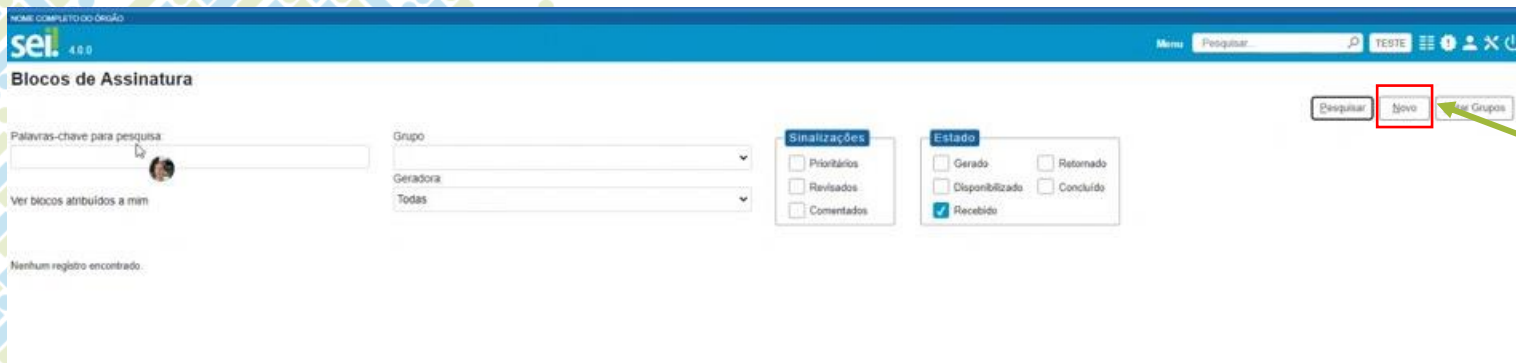 NOME COMPLETO DO ÓRGÃO
sei! 4.0.0
Menu Pesquisar... TESTE
Blocos de Assinatura
Pesquisar Novo Grupos
Palavras-chave para pesquisa:
Grupo
Sinalizações
Estado
Prioritários
Gerado Retornado
Geradora
Revisados
Disponibilizado Concluído
Ver blocos atribuídos a mim
Todas
Comentados
Recebido
Nenhum registro encontrado.